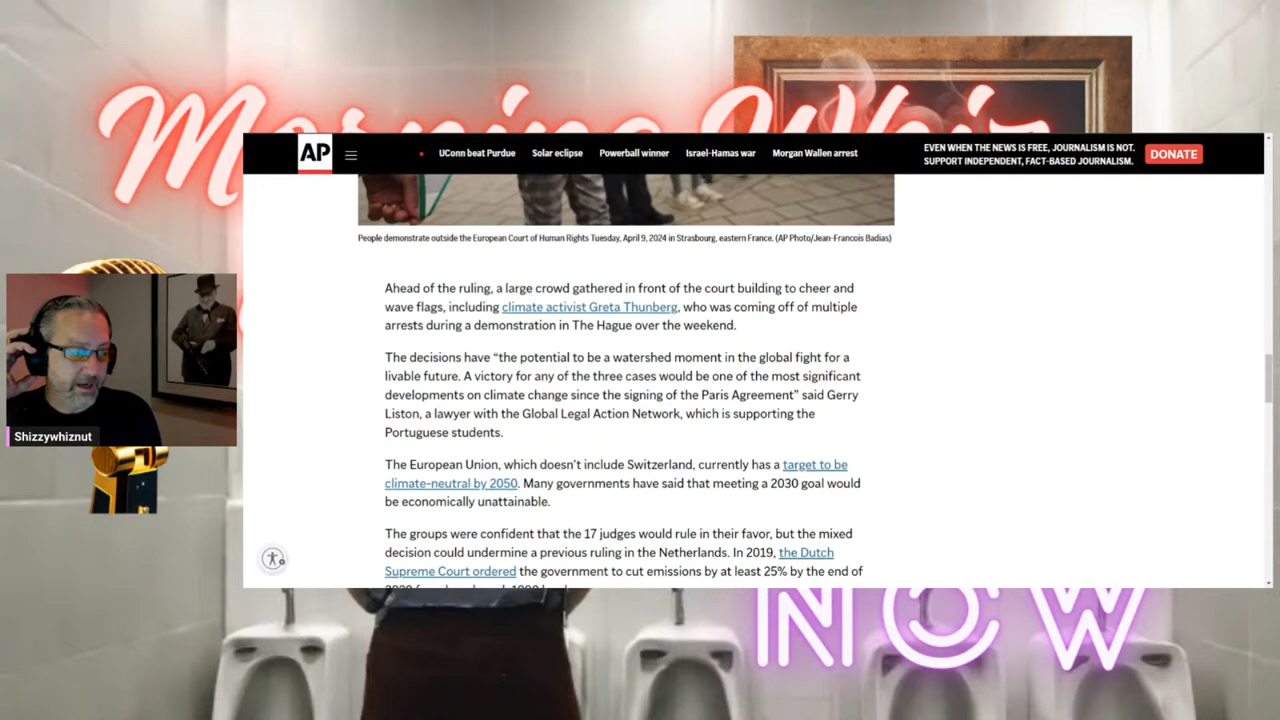 Morning Whiz
AP
UConn beat Purdue
Solar eclipse
Powerball winner
Israel-Hamas war
Morgan Wallen arrest
EVEN WHEN THE NEWS IS FREE, JOURNALISM IS NOT.
SUPPORT INDEPENDENT, FACT-BASED JOURNALISM.
DONATE
People demonstrate outside the European Court of Human Rights Tuesday, April 9, 2024 in Strasbourg, eastern France. (AP Photo/Jean-Francois Badias)
Ahead of the ruling, a large crowd gathered in front of the court building to cheer and
wave flags, including climate activist Greta Thunberg, who was coming off of multiple
arrests during a demonstration in The Hague over the weekend.
The decisions have “the potential to be a watershed moment in the global fight for a
livable future. A victory for any of the three cases would be one of the most significant
developments on climate change since the signing of the Paris Agreement” said Gerry
Liston, a lawyer with the Global Legal Action Network, which is supporting the
Portuguese students.
The European Union, which doesn’t include Switzerland, currently has a target to be
climate-neutral by 2050. Many governments have said that meeting a 2030 goal would
be economically unattainable.
The groups were confident that the 17 judges would rule in their favor, but the mixed
decision could undermine a previous ruling in the Netherlands. In 2019, the Dutch
Supreme Court ordered the government to cut emissions by at least 25% by the end of
Shizzywhiznut
NOW